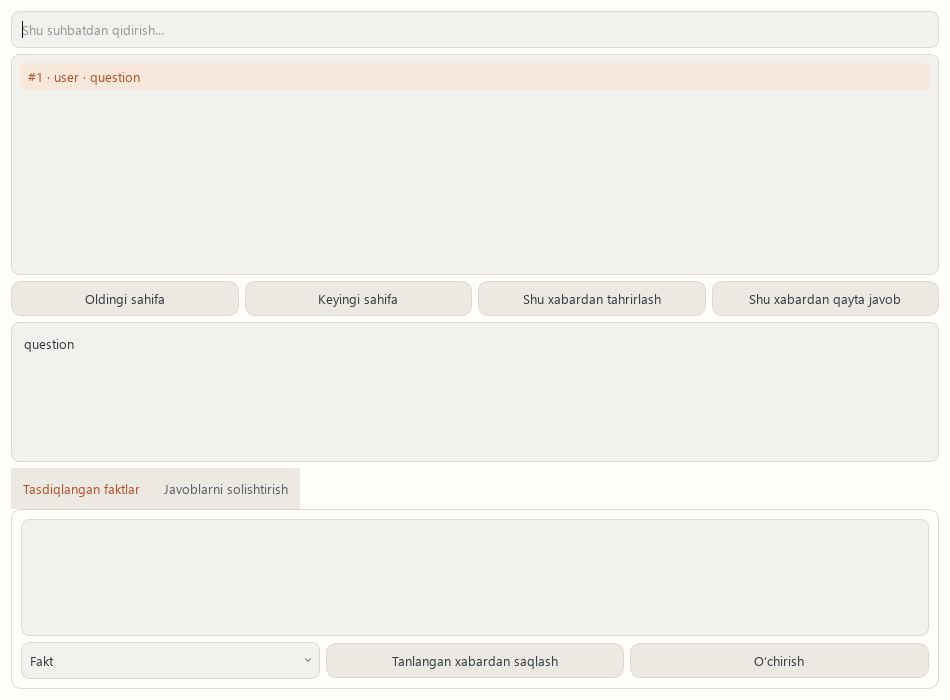 Shu suhbatdan qidirish...
#1 · user · question
Oldingi sahifa
Keyingi sahifa
Shu xabardan tahrirlash
Shu xabardan qayta javob
question
Tasdiqlangan faktlar
Javoblarni solishtirish
Fakt
Tanlangan xabardan saqlash
O‘chirish